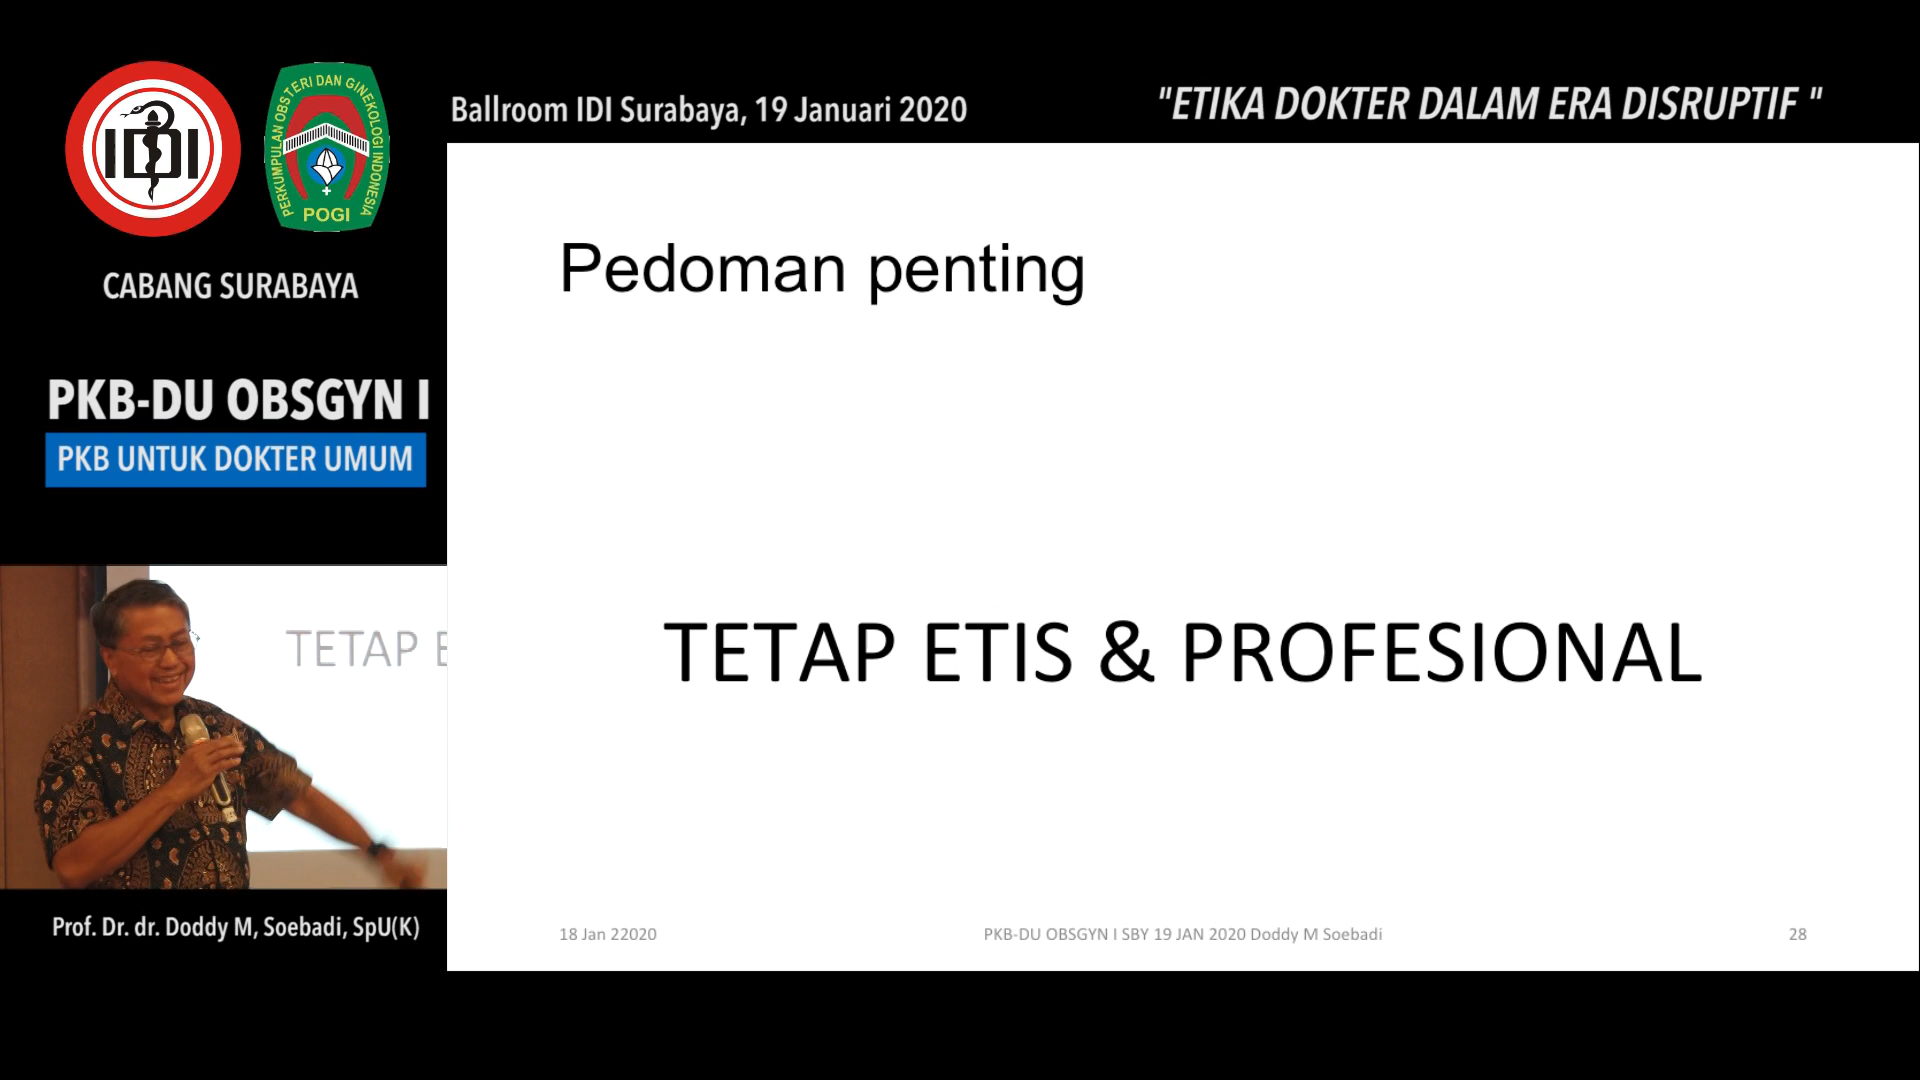 IDI
PERKUMPULAN OBSTERI DAN GINEKOLOGI INDONESIA
POGI
CABANG SURABAYA
PKB-DU OBSGYN I
PKB UNTUK DOKTER UMUM
TETAP E
Prof. Dr. dr. Doddy M, Soebadi, SpU(K)
Ballroom IDI Surabaya, 19 Januari 2020
"ETIKA DOKTER DALAM ERA DISRUPTIF "
Pedoman penting
TETAP ETIS & PROFESIONAL
18 Jan 22020
PKB-DU OBSGYN I SBY 19 JAN 2020 Doddy M Soebadi
28